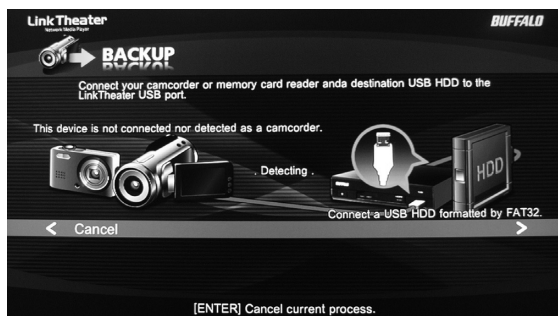 LinkTheater
Network Media Player
BUFFALO
BACKUP
Connect your camcorder or memory card reader anda destination USB HDD to the
LinkTheater USB port.
This device is not connected nor detected as a camcorder.
. Detecting .
HDD
Connect a USB HDD formatted by FAT32.
< Cancel >
[ENTER] Cancel current process.